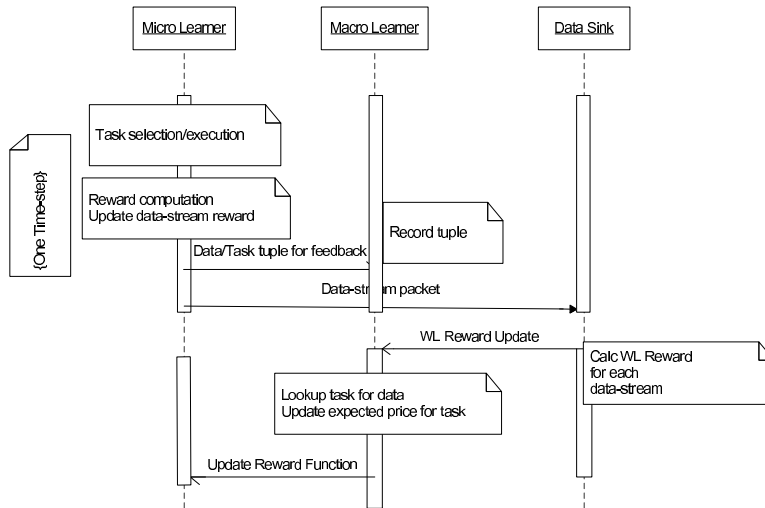 Micro Learner
Macro Learner
Data Sink
Task selection/execution
{One Time-step}
Reward computation
Update data-stream reward
Record tuple
Data/Task tuple for feedback
Data-stream packet
WL Reward Update
Calc WL Reward
for each
data-stream
Lookup task for data
Update expected price for task
Update Reward Function